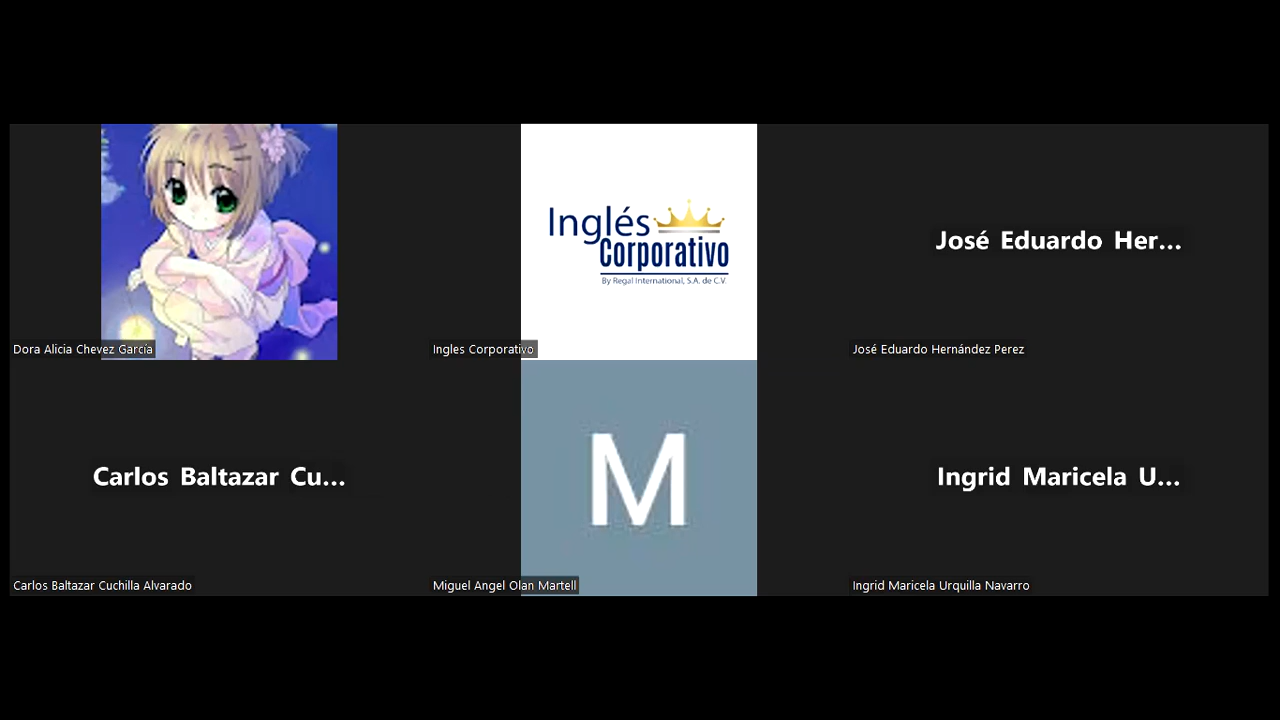 Inglés
Corporativo
By Regal International, S.A. de C.V.
José Eduardo Her...
Dora Alicia Chevez García
Ingles Corporativo
José Eduardo Hernández Perez
Carlos Baltazar Cu...
M
Ingrid Maricela U...
Carlos Baltazar Cuchilla Alvarado
Miguel Angel Olan Martell
Ingrid Maricela Urquilla Navarro